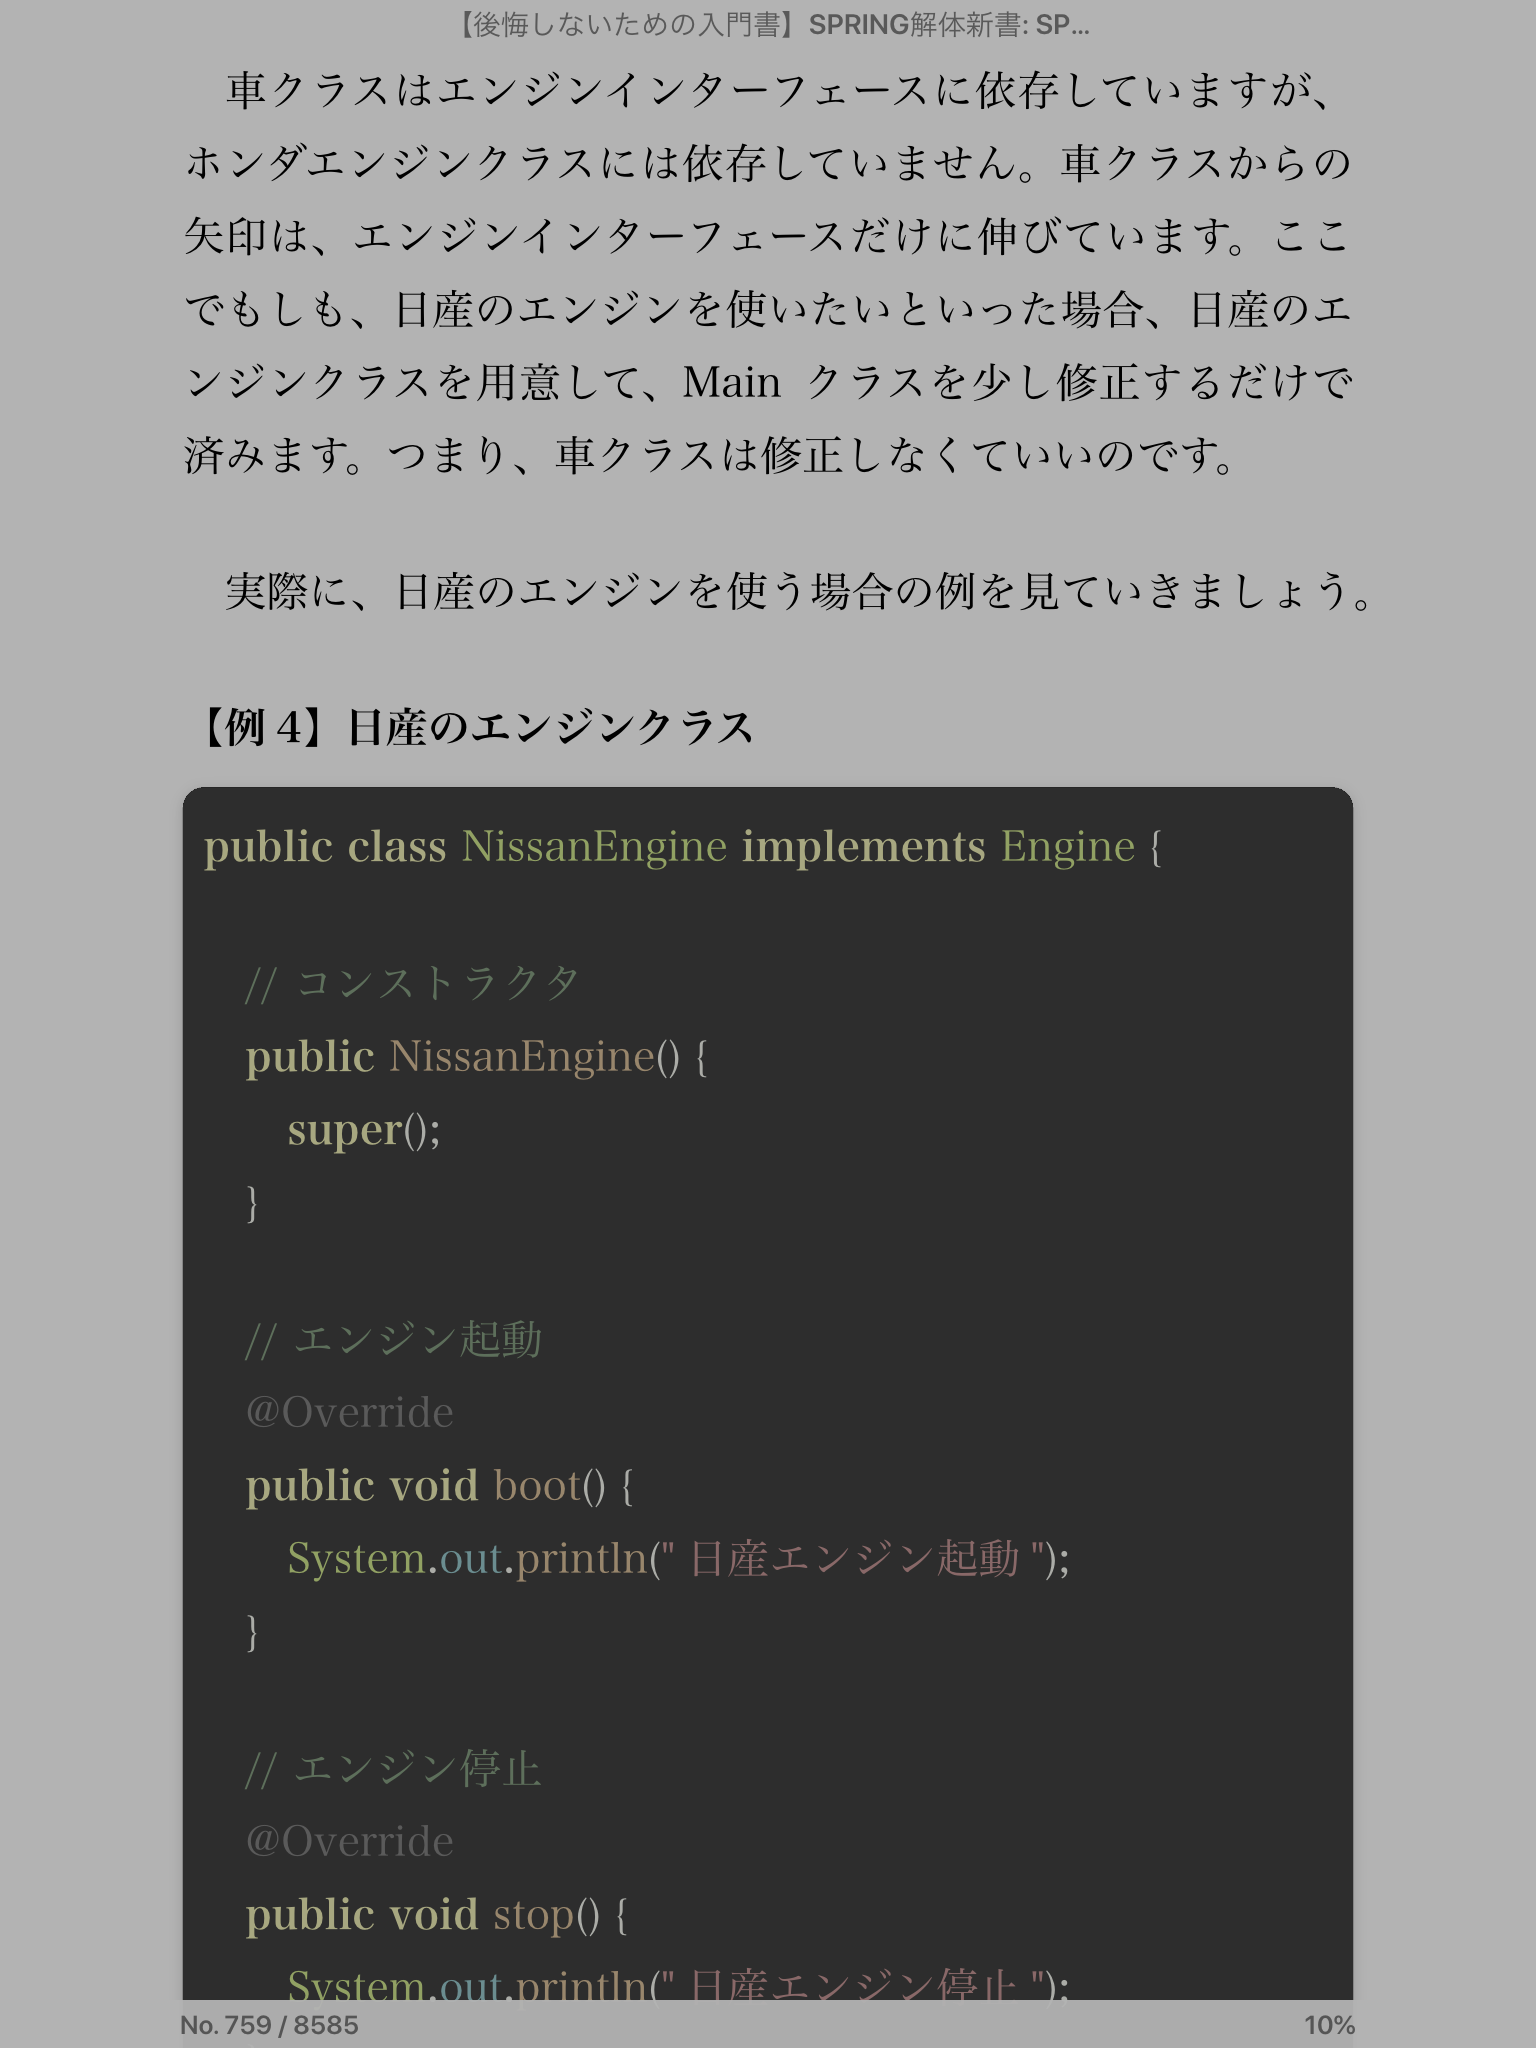 【後悔しないための入門書】SPRING解体新書: SP...
車クラスはエンジンインターフェースに依存していますが、
ホンダエンジンクラスには依存していません。車クラスからの
矢印は、エンジンインターフェースだけに伸びています。ここ
でもしも、日産のエンジンを使いたいといった場合、日産のエ
ンジンクラスを用意して、Main クラスを少し修正するだけで
済みます。つまり、車クラスは修正しなくていいのです。
実際に、日産のエンジンを使う場合の例を見ていきましょう。
【例 4】日産のエンジンクラス
public class NissanEngine implements Engine {
// コンストラクタ
public NissanEngine() {
super();
}
// エンジン起動
@Override
public void boot() {
System.out.println(" 日産エンジン起動 ");
}
// エンジン停止
@Override
public void stop() {
System.out.println(" 日産エンジン停止 ");
No. 759 / 8585
10%